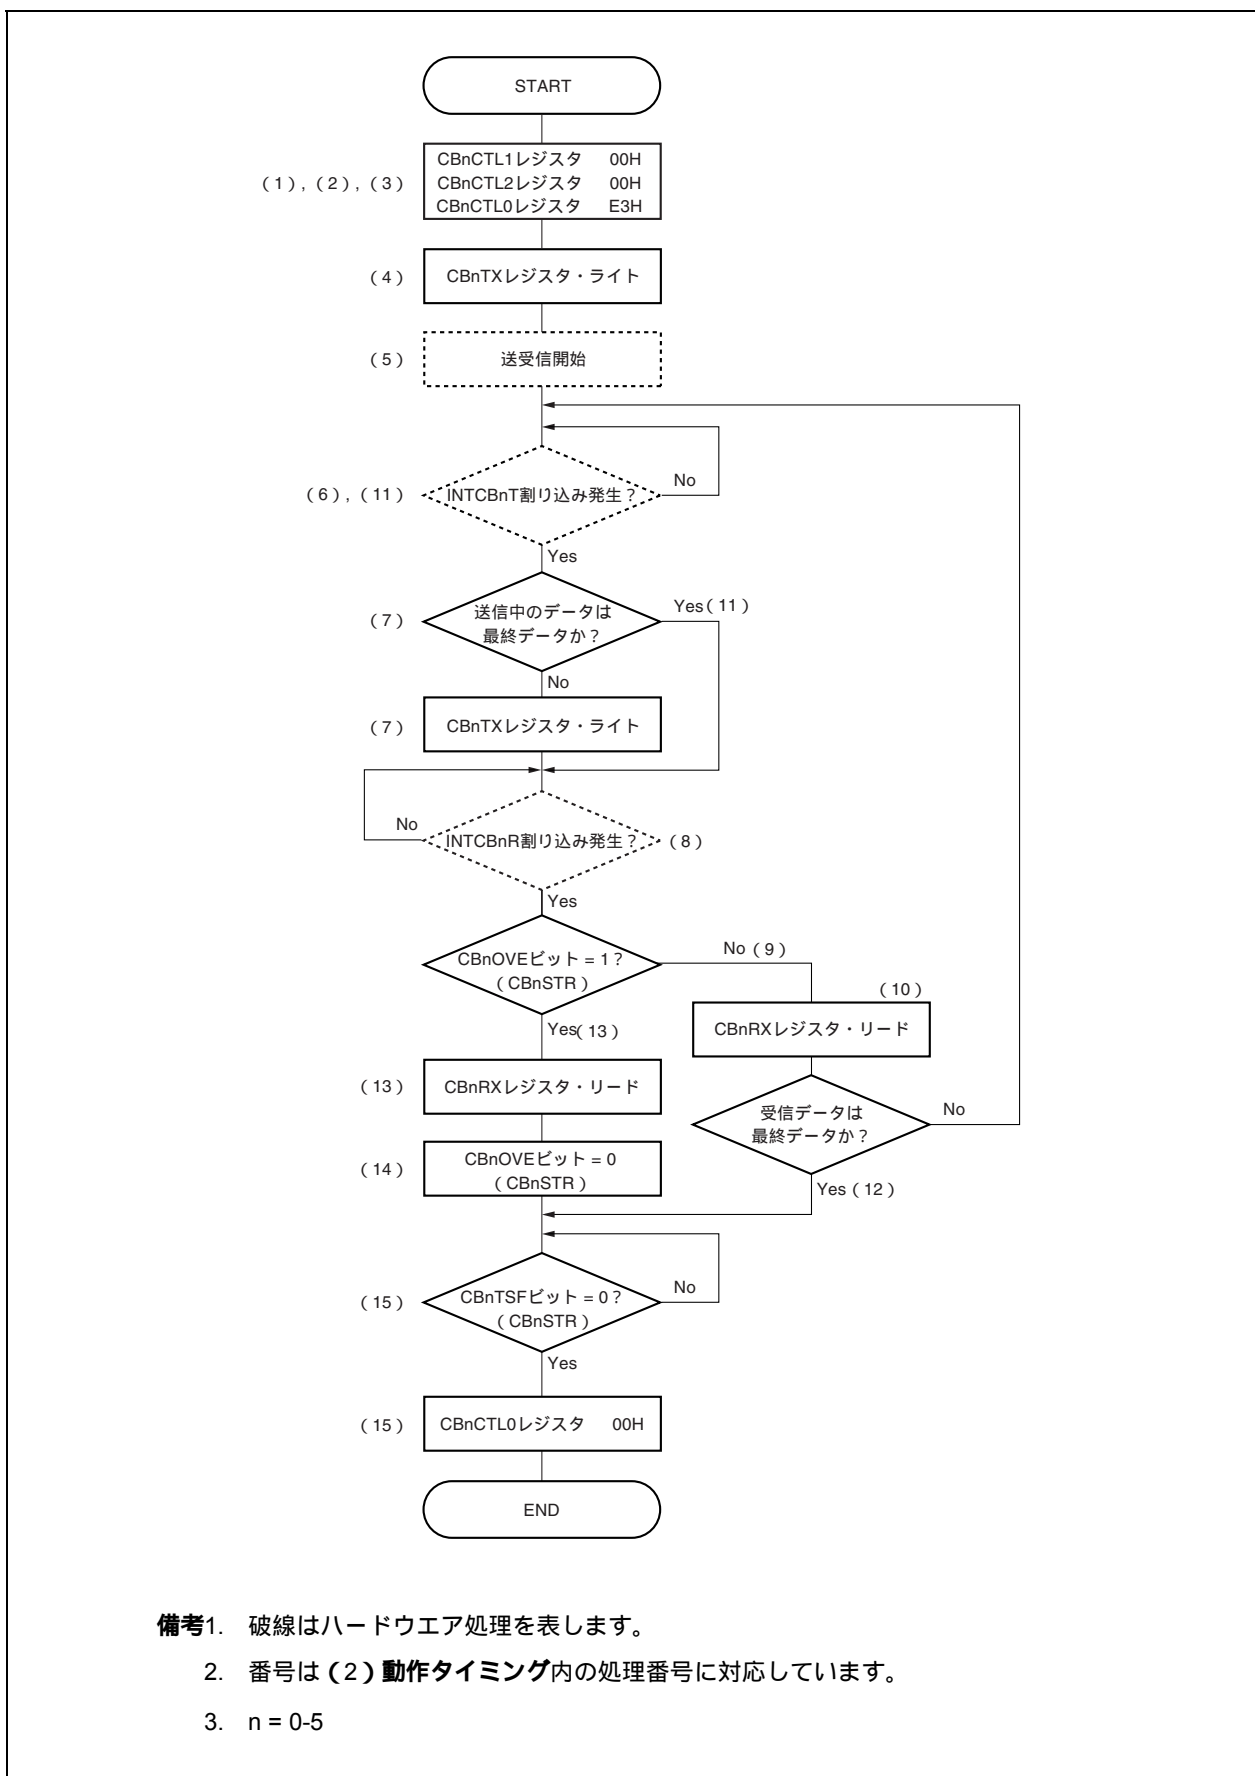 START
(1),(2),(3)
CBnCTL1レジスタ 00H
CBnCTL2レジスタ 00H
CBnCTL0レジスタ E3H
(4)
CBnTXレジスタ・ライト
(5)
送受信開始
(6),(11)
INTCBnT割り込み発生?
No
Yes
(7)
送信中のデータは
最終データか?
Yes(11)
No
(7)
CBnTXレジスタ・ライト
No
INTCBnR割り込み発生?
(8)
Yes
CBnOVEビット = 1?
(CBnSTR)
No(9)
Yes(13)
(10)
CBnRXレジスタ・リード
(13)
CBnRXレジスタ・リード
受信データは
最終データか?
No
Yes(12)
(14)
CBnOVEビット = 0
(CBnSTR)
(15)
CBnTSFビット = 0?
(CBnSTR)
No
Yes
(15)
CBnCTL0レジスタ 00H
END
備考1. 破線はハードウエア処理を表します。
2. 番号は(2)動作タイミング内の処理番号に対応しています。
3. n = 0-5